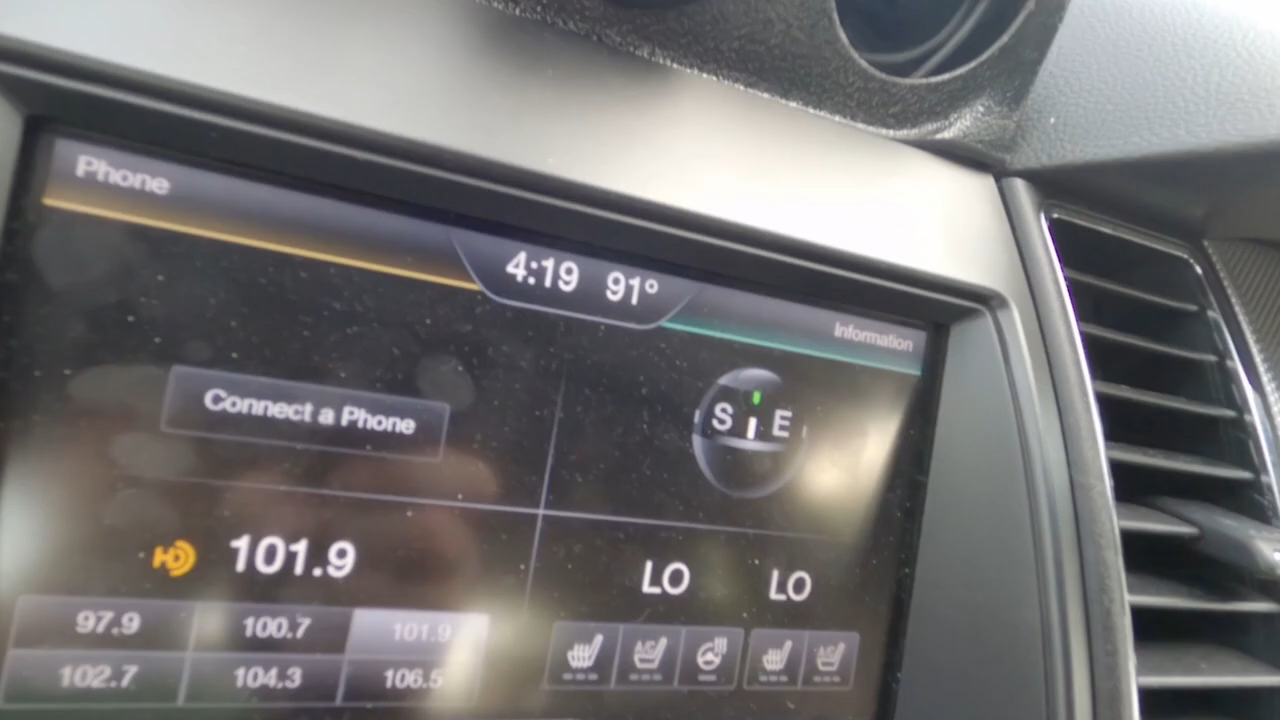 Phone
4:19 91°
Information
Connect a Phone
S E
HD 101.9
LO LO
97.9 100.7 101.9
102.7 104.3 106.5
A/C A/C